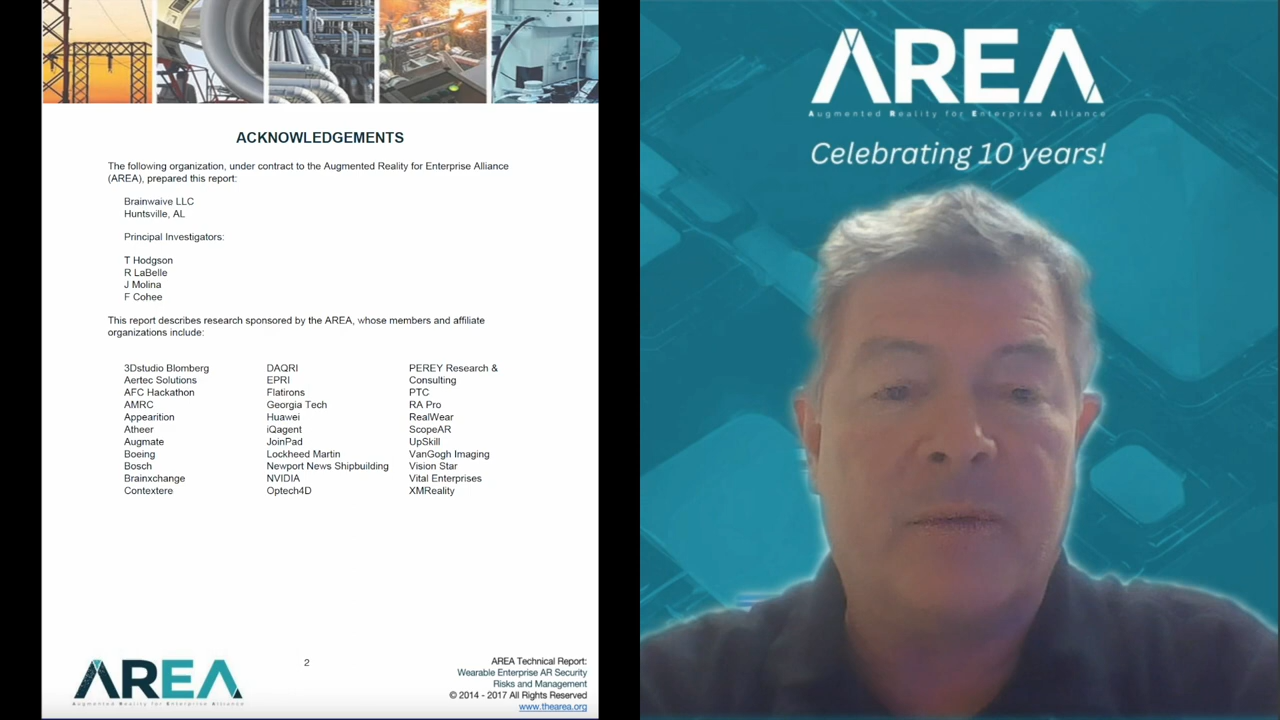 ACKNOWLEDGEMENTS
The following organization, under contract to the Augmented Reality for Enterprise Alliance
(AREA), prepared this report:
Brainwaive LLC
Huntsville, AL
Principal Investigators:
T Hodgson
R LaBelle
J Molina
F Cohee
This report describes research sponsored by the AREA, whose members and affiliate
organizations include:
3Dstudio Blomberg
Aertec Solutions
AFC Hackathon
AMRC
Appearition
Atheer
Augmate
Boeing
Bosch
Brainxchange
Contextere
DAQRI
EPRI
Flatirons
Georgia Tech
Huawei
iQagent
JoinPad
Lockheed Martin
Newport News Shipbuilding
NVIDIA
Optech4D
PEREY Research &
Consulting
PTC
RA Pro
RealWear
ScopeAR
UpSkill
VanGogh Imaging
Vision Star
Vital Enterprises
XMReality
AREA
Augmented Reality for Enterprise Alliance
2
AREA Technical Report:
Wearable Enterprise AR Security
Risks and Management
© 2014 - 2017 All Rights Reserved
www.thearea.org
AREA
Augmented Reality for Enterprise Alliance
Celebrating 10 years!